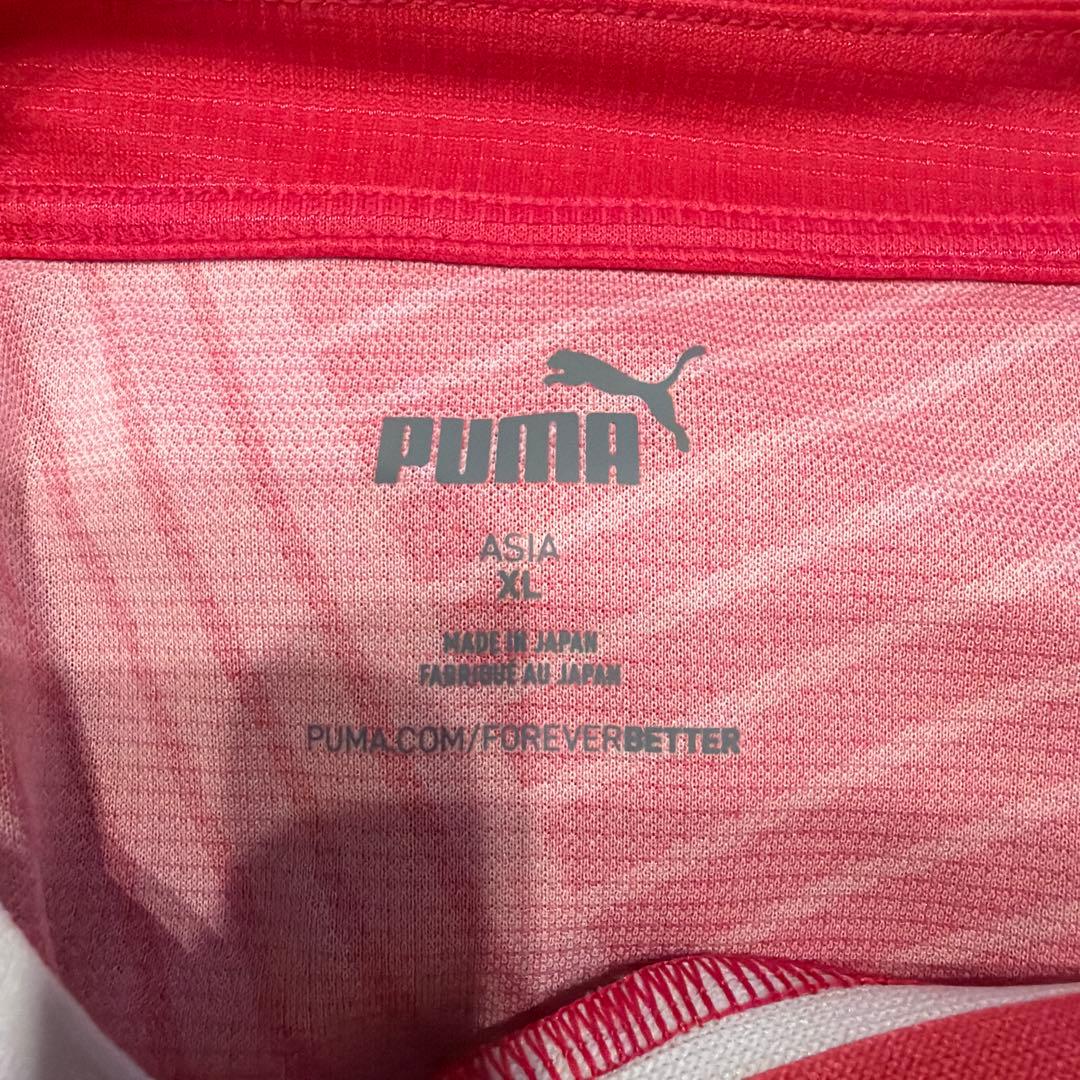 PUMA
ASIA
XL
MADE IN JAPAN
FABRIQUÉ AU JAPAN
PUMA.COM/FOREVERBETTER